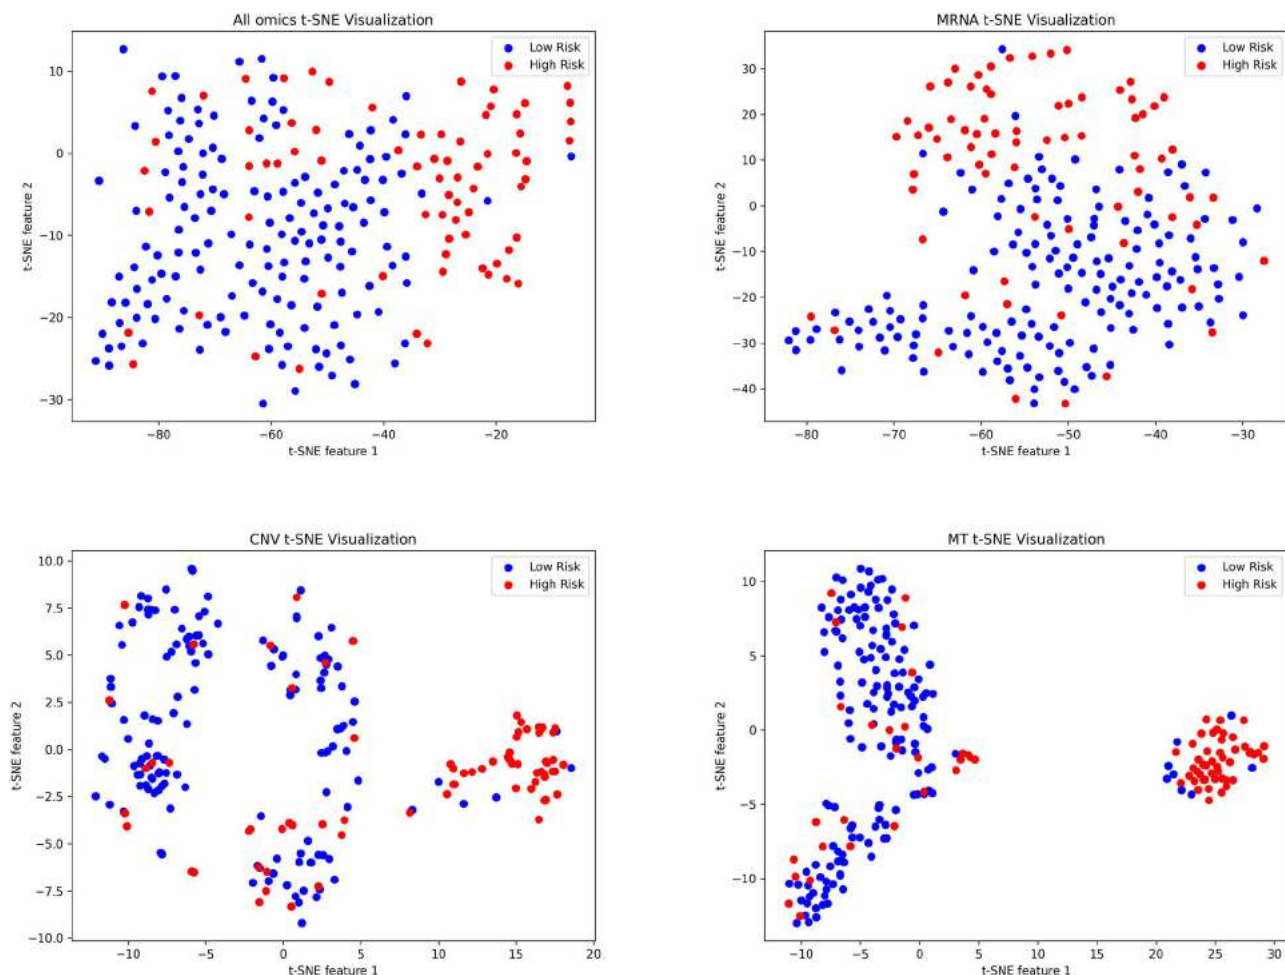 All omics t-SNE Visualization
Low Risk
High Risk
10
0
−10
−20
−30
t-SNE feature 2
−80
−60
−40
−20
t-SNE feature 1
MRNA t-SNE Visualization
Low Risk
High Risk
30
20
10
0
−10
−20
−30
−40
t-SNE feature 2
−80
−70
−60
−50
−40
−30
t-SNE feature 1
CNV t-SNE Visualization
Low Risk
High Risk
10.0
7.5
5.0
2.5
0.0
−2.5
−5.0
−7.5
−10.0
t-SNE feature 2
−10
−5
0
5
10
15
20
t-SNE feature 1
MT t-SNE Visualization
Low Risk
High Risk
10
5
0
−5
−10
t-SNE feature 2
−10
−5
0
5
10
15
20
25
30
t-SNE feature 1